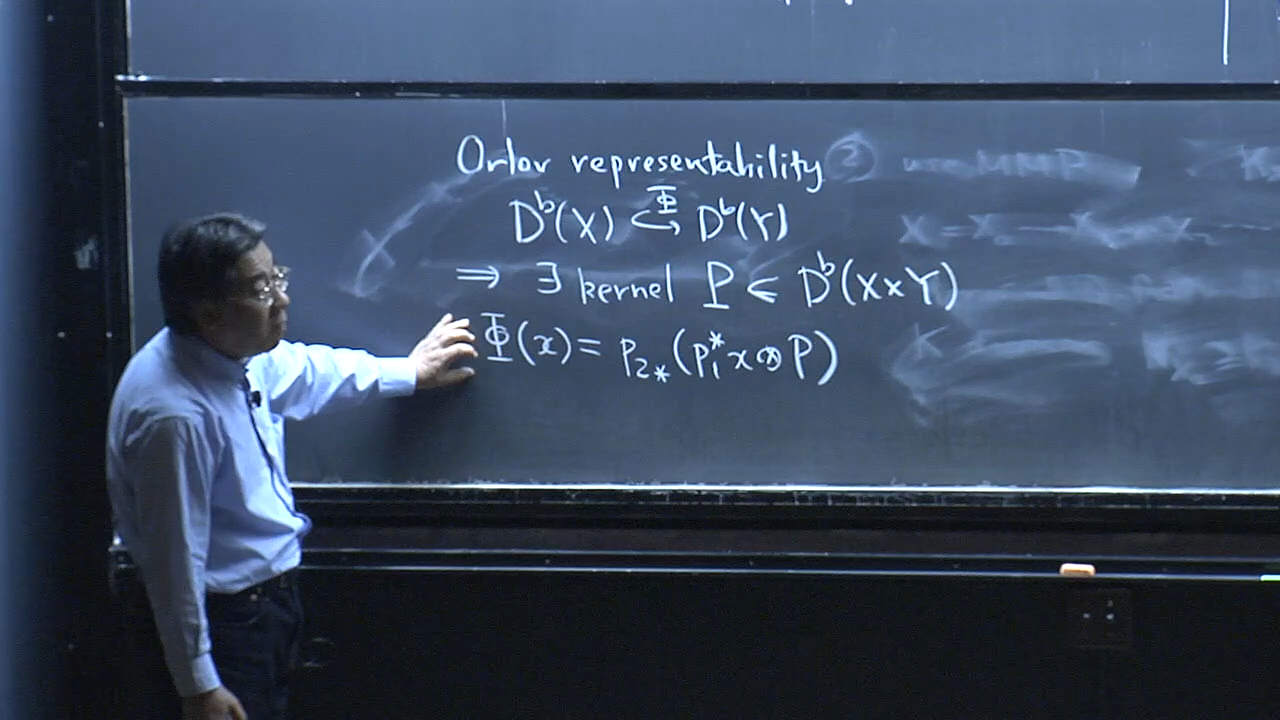 Orlov representability
D^b(X) ↪^Φ D^b(Y)
⇒ ∃ kernel P ∈ D^b(X×Y)
Φ(x) = p_{2*}(p_1^* x ⊗ P)
②